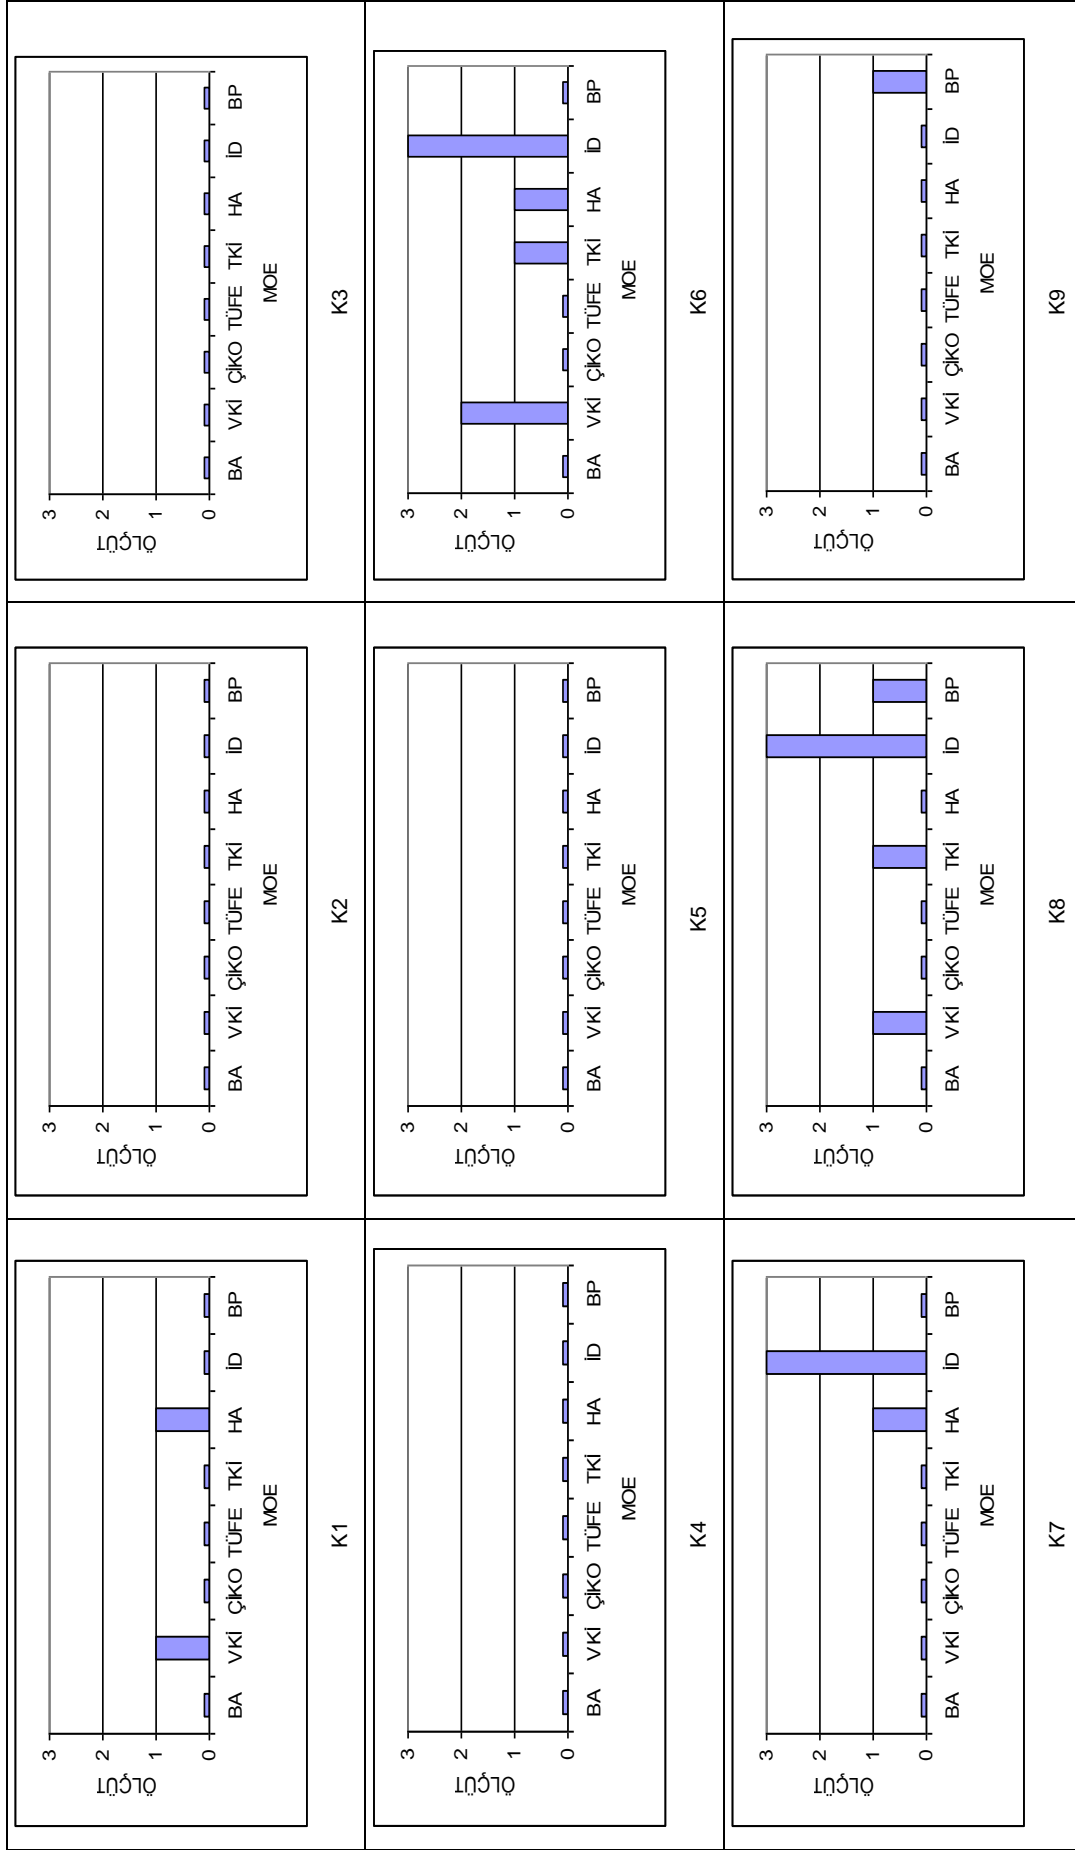 ÖLÇÜT
3
2
1
0
BA VKİ ÇİKO TÜFE TKİ HA İD BP
MOE
K1
ÖLÇÜT
3
2
1
0
BA VKİ ÇİKO TÜFE TKİ HA İD BP
MOE
K2
ÖLÇÜT
3
2
1
0
BA VKİ ÇİKO TÜFE TKİ HA İD BP
MOE
K3
ÖLÇÜT
3
2
1
0
BA VKİ ÇİKO TÜFE TKİ HA İD BP
MOE
K4
ÖLÇÜT
3
2
1
0
BA VKİ ÇİKO TÜFE TKİ HA İD BP
MOE
K5
ÖLÇÜT
3
2
1
0
BA VKİ ÇİKO TÜFE TKİ HA İD BP
MOE
K6
ÖLÇÜT
3
2
1
0
BA VKİ ÇİKO TÜFE TKİ HA İD BP
MOE
K7
ÖLÇÜT
3
2
1
0
BA VKİ ÇİKO TÜFE TKİ HA İD BP
MOE
K8
ÖLÇÜT
3
2
1
0
BA VKİ ÇİKO TÜFE TKİ HA İD BP
MOE
K9